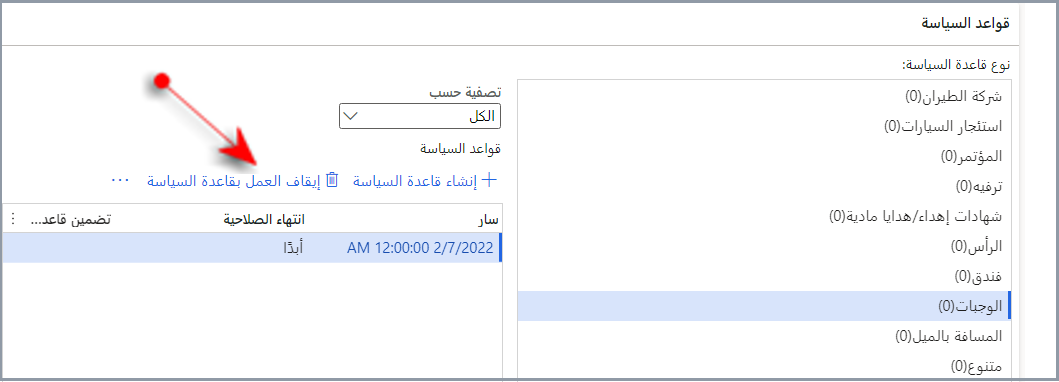 قواعد السياسة
نوع قاعدة السياسة:
شركة الطيران(0)
استئجار السيارات(0)
المؤتمر(0)
ترفيه(0)
شهادات إهداء/هدايا مادية(0)
الرأس(0)
فندق(0)
الوجبات(0)
المسافة بالميل(0)
متنوع(0)
تصفية حسب
الكل
قواعد السياسة
إنشاء قاعدة السياسة إيقاف العمل بقاعدة السياسة ...
سار انتهاء الصلاحية تضمين قاعد...
2/7/2022 12:00:00 AM أبدًا